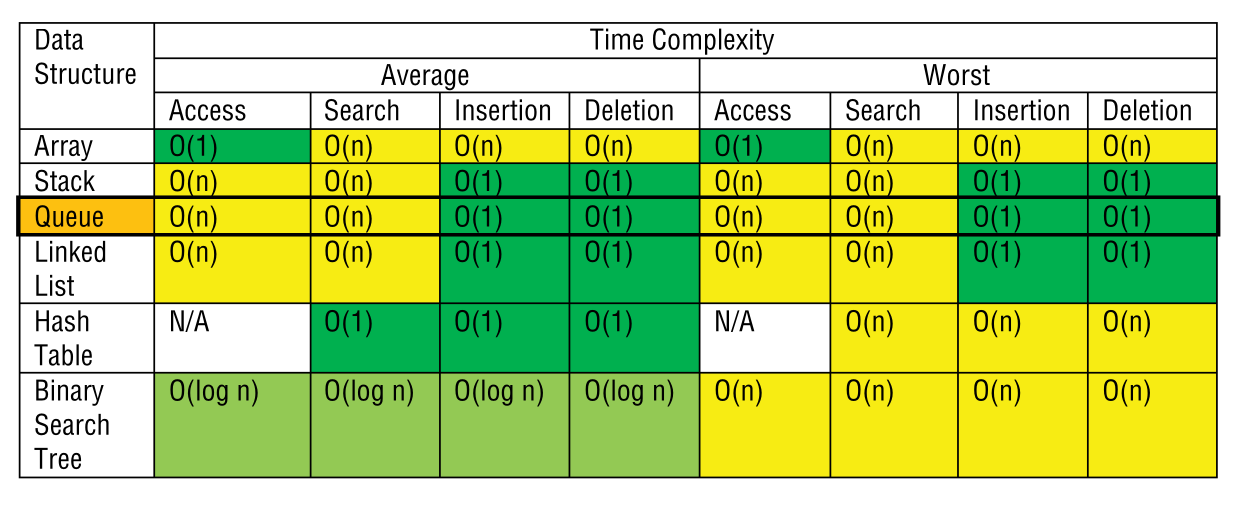 Data Structure Time Complexity
Average Worst
Access Search Insertion Deletion Access Search Insertion Deletion
Array O(1) O(n) O(n) O(n) O(1) O(n) O(n) O(n)
Stack O(n) O(n) O(1) O(1) O(n) O(n) O(1) O(1)
Queue O(n) O(n) O(1) O(1) O(n) O(n) O(1) O(1)
Linked List O(n) O(n) O(1) O(1) O(n) O(n) O(1) O(1)
Hash Table N/A O(1) O(1) O(1) N/A O(n) O(n) O(n)
Binary Search Tree O(log n) O(log n) O(log n) O(log n) O(n) O(n) O(n) O(n)